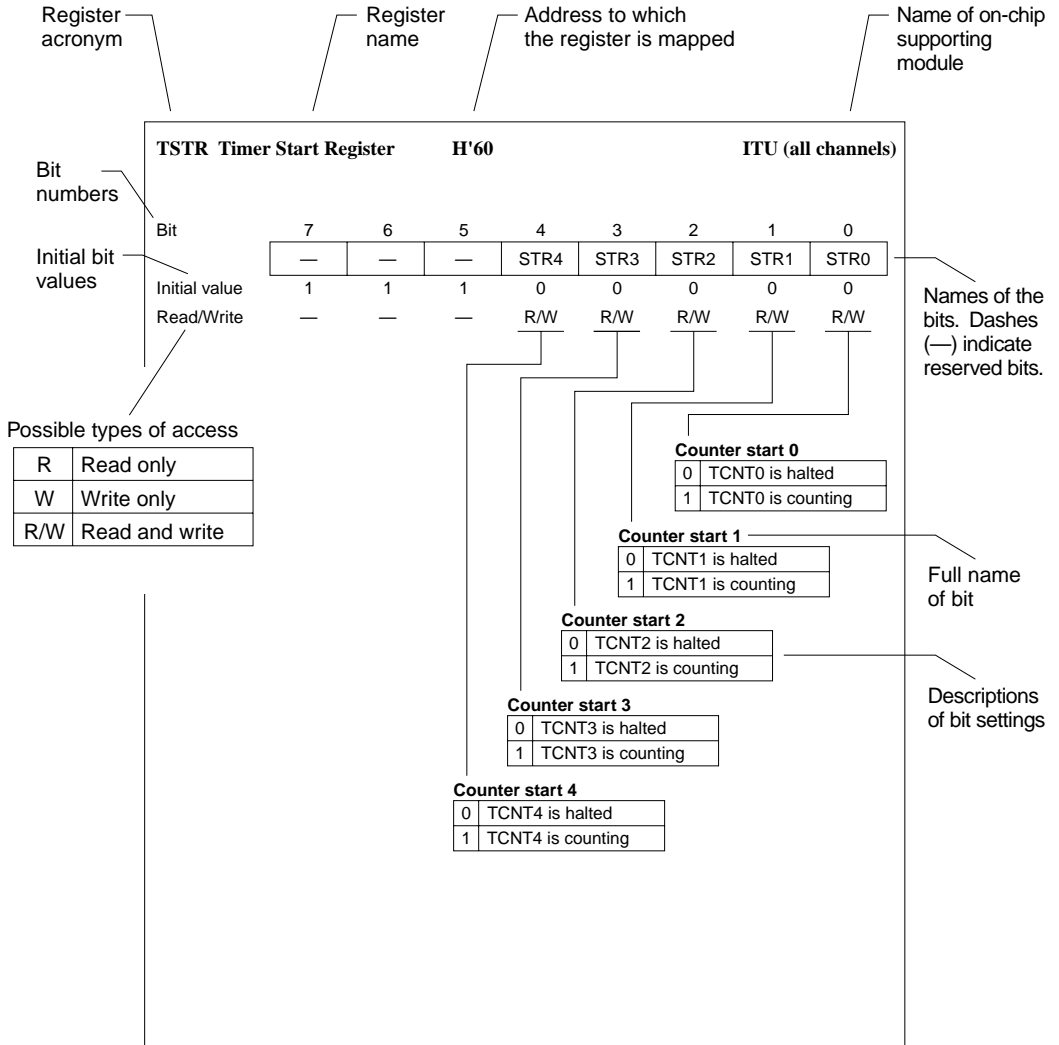 Register
acronym
Register
name
Address to which
the register is mapped
Name of on-chip
supporting
module
TSTR Timer Start Register H'60 ITU (all channels)
Bit
numbers
Bit 7 6 5 4 3 2 1 0
Initial bit
values
— — — STR4 STR3 STR2 STR1 STR0
Initial value 1 1 1 0 0 0 0 0
Read/Write — — — R/W R/W R/W R/W R/W
Names of the
bits. Dashes
(—) indicate
reserved bits.
Possible types of access
R Read only
W Write only
R/W Read and write
Counter start 0
0 TCNT0 is halted
1 TCNT0 is counting
Counter start 1
0 TCNT1 is halted
1 TCNT1 is counting
Full name
of bit
Counter start 2
0 TCNT2 is halted
1 TCNT2 is counting
Descriptions
of bit settings
Counter start 3
0 TCNT3 is halted
1 TCNT3 is counting
Counter start 4
0 TCNT4 is halted
1 TCNT4 is counting